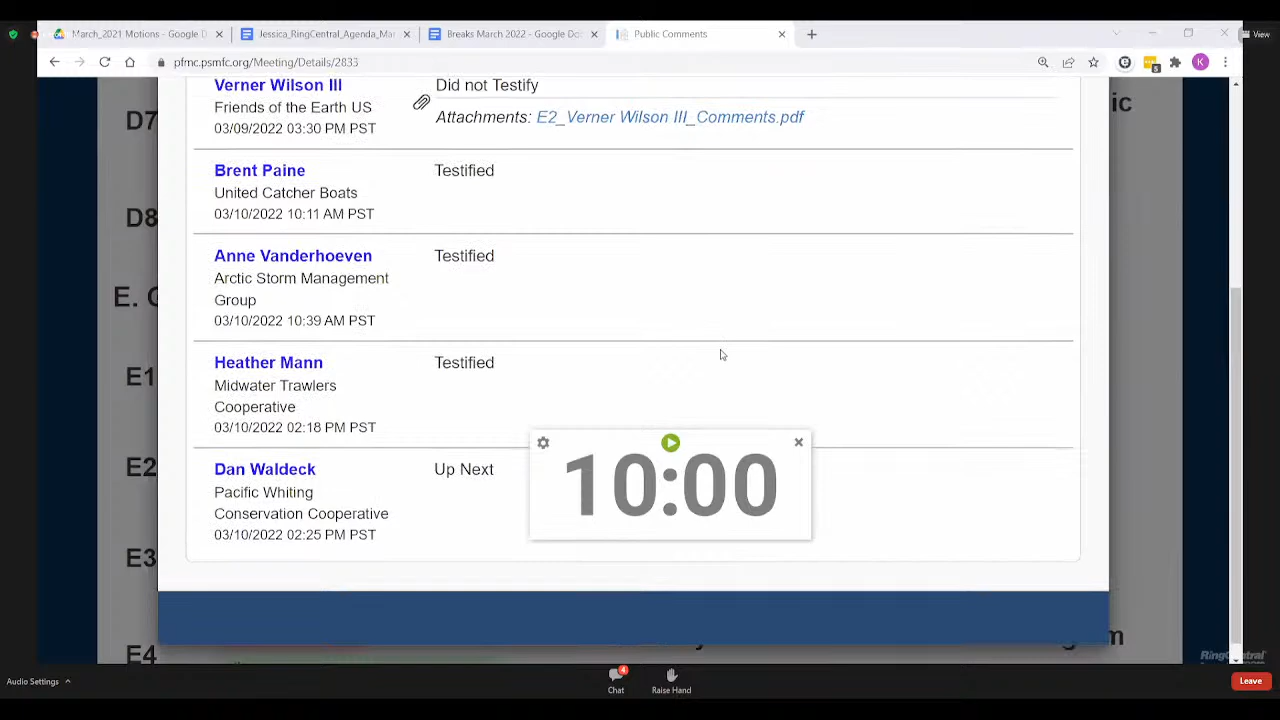 March_2021 Motions - Google D
Jessica_RingCentral_Agenda_Mar
Breaks March 2022 - Google Do
Public Comments
View
pfmc.psmfc.org/Meeting/Details/2833
Verner Wilson III
Did not Testify
Friends of the Earth US
Attachments: E2_Verner Wilson III_Comments.pdf
03/09/2022 03:30 PM PST
ic
D7
Brent Paine
Testified
United Catcher Boats
03/10/2022 10:11 AM PST
D8
Anne Vanderhoeven
Testified
Arctic Storm Management
Group
03/10/2022 10:39 AM PST
E. G
Heather Mann
Testified
Midwater Trawlers
Cooperative
03/10/2022 02:18 PM PST
E1
Dan Waldeck
Up Next
Pacific Whiting
Conservation Cooperative
03/10/2022 02:25 PM PST
10:00
E2
E3
E4
m
RingCentral
Audio Settings
4
Chat
Raise Hand
Leave